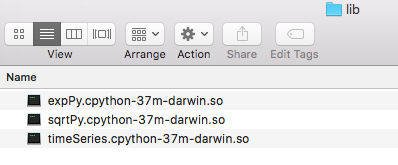 lib
View Arrange Action Share Edit Tags
Name
expPy.cpython-37m-darwin.so
sqrtPy.cpython-37m-darwin.so
timeSeries.cpython-37m-darwin.so